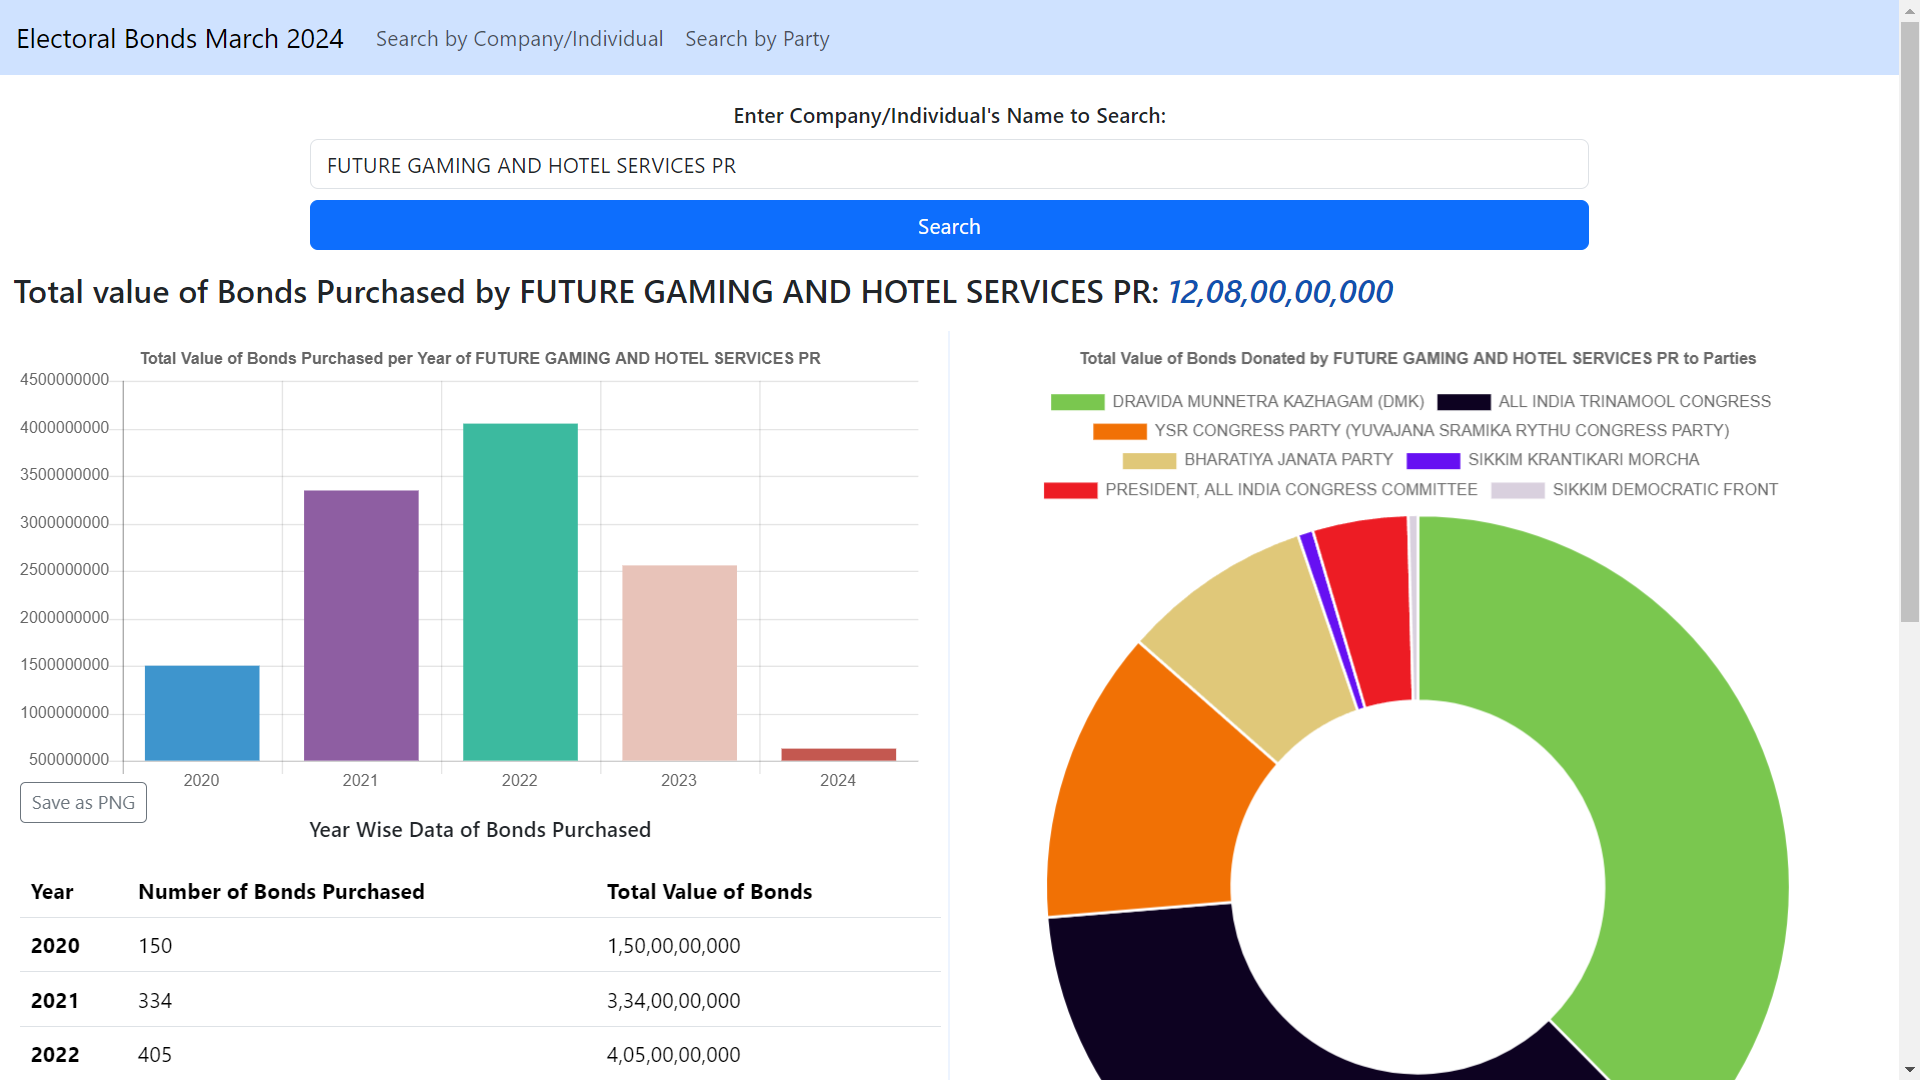 Electoral Bonds March 2024 Search by Company/Individual Search by Party
Enter Company/Individual's Name to Search:
FUTURE GAMING AND HOTEL SERVICES PR
Search
Total value of Bonds Purchased by FUTURE GAMING AND HOTEL SERVICES PR: 12,08,00,00,000
Total Value of Bonds Purchased per Year of FUTURE GAMING AND HOTEL SERVICES PR
4500000000
4000000000
3500000000
3000000000
2500000000
2000000000
1500000000
1000000000
500000000
2020 2021 2022 2023 2024
Save as PNG
Year Wise Data of Bonds Purchased
Year Number of Bonds Purchased Total Value of Bonds
2020 150 1,50,00,00,000
2021 334 3,34,00,00,000
2022 405 4,05,00,00,000
Total Value of Bonds Donated by FUTURE GAMING AND HOTEL SERVICES PR to Parties
DRAVIDA MUNNETRA KAZHAGAM (DMK) ALL INDIA TRINAMOOL CONGRESS
YSR CONGRESS PARTY (YUVAJANA SRAMIKA RYTHU CONGRESS PARTY)
BHARATIYA JANATA PARTY SIKKIM KRANTIKARI MORCHA
PRESIDENT, ALL INDIA CONGRESS COMMITTEE SIKKIM DEMOCRATIC FRONT